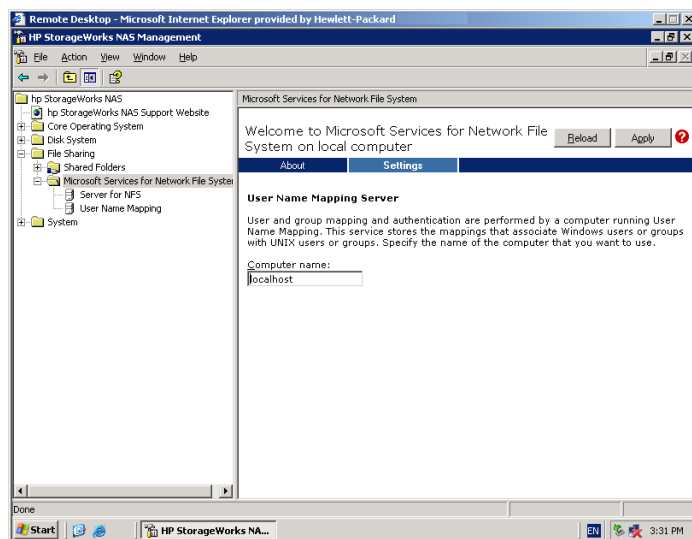 Remote Desktop - Microsoft Internet Explorer provided by Hewlett-Packard
HP StorageWorks NAS Management
File Action View Window Help
hp StorageWorks NAS
hp StorageWorks NAS Support Website
Core Operating System
Disk System
File Sharing
Shared Folders
Microsoft Services for Network File Syster
Server for NFS
User Name Mapping
System
Microsoft Services for Network File System
Welcome to Microsoft Services for Network File
System on local computer
Reload Apply
About Settings
User Name Mapping Server
User and group mapping and authentication are performed by a computer running User
Name Mapping. This service stores the mappings that associate Windows users or groups
with UNIX users or groups. Specify the name of the computer that you want to use.
Computer name:
localhost
Done
Start HP StorageWorks NA... EN 3:31 PM